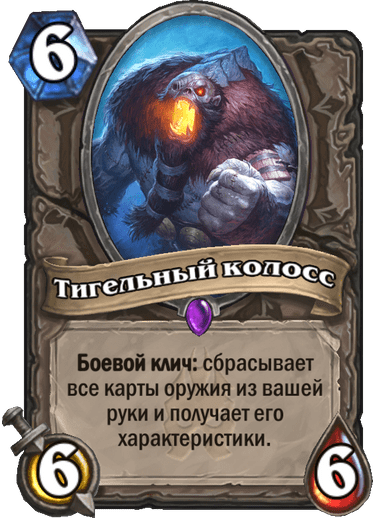 6
Тигельный колосс
Боевой клич: сбрасывает
все карты оружия из вашей
руки и получает его
характеристики.
6
6